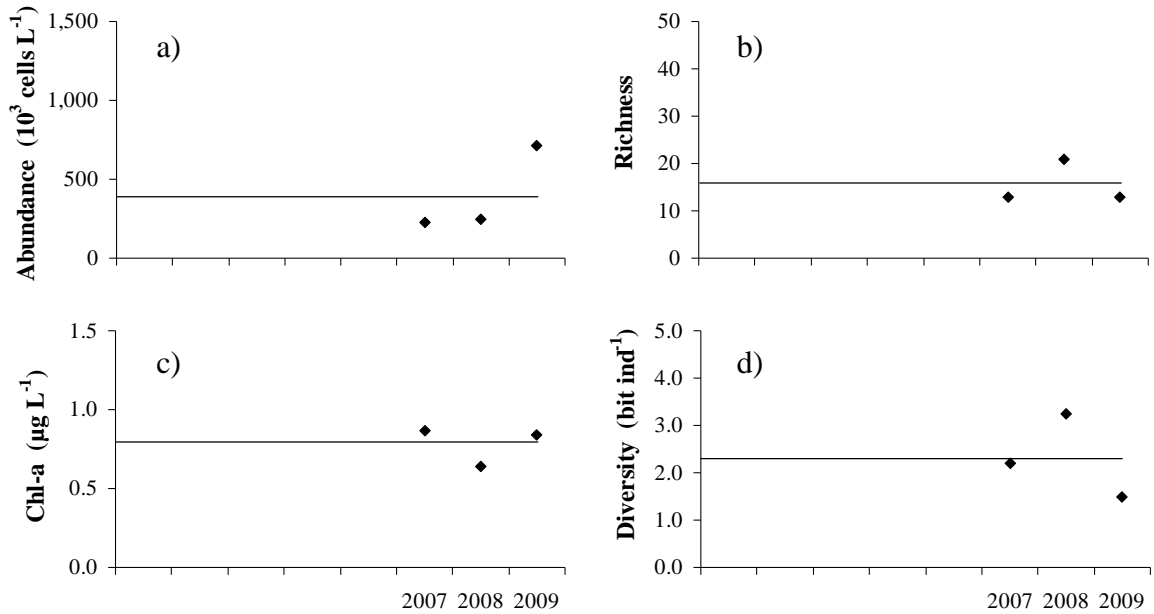 Abundance (10³ cells L⁻¹)
1,500
1,000
500
0
a)
Richness
50
40
30
20
10
0
b)
Chl-a (µg L⁻¹)
1.5
1.0
0.5
0.0
c)
2007 2008 2009
Diversity (bit ind⁻¹)
5.0
4.0
3.0
2.0
1.0
0.0
d)
2007 2008 2009